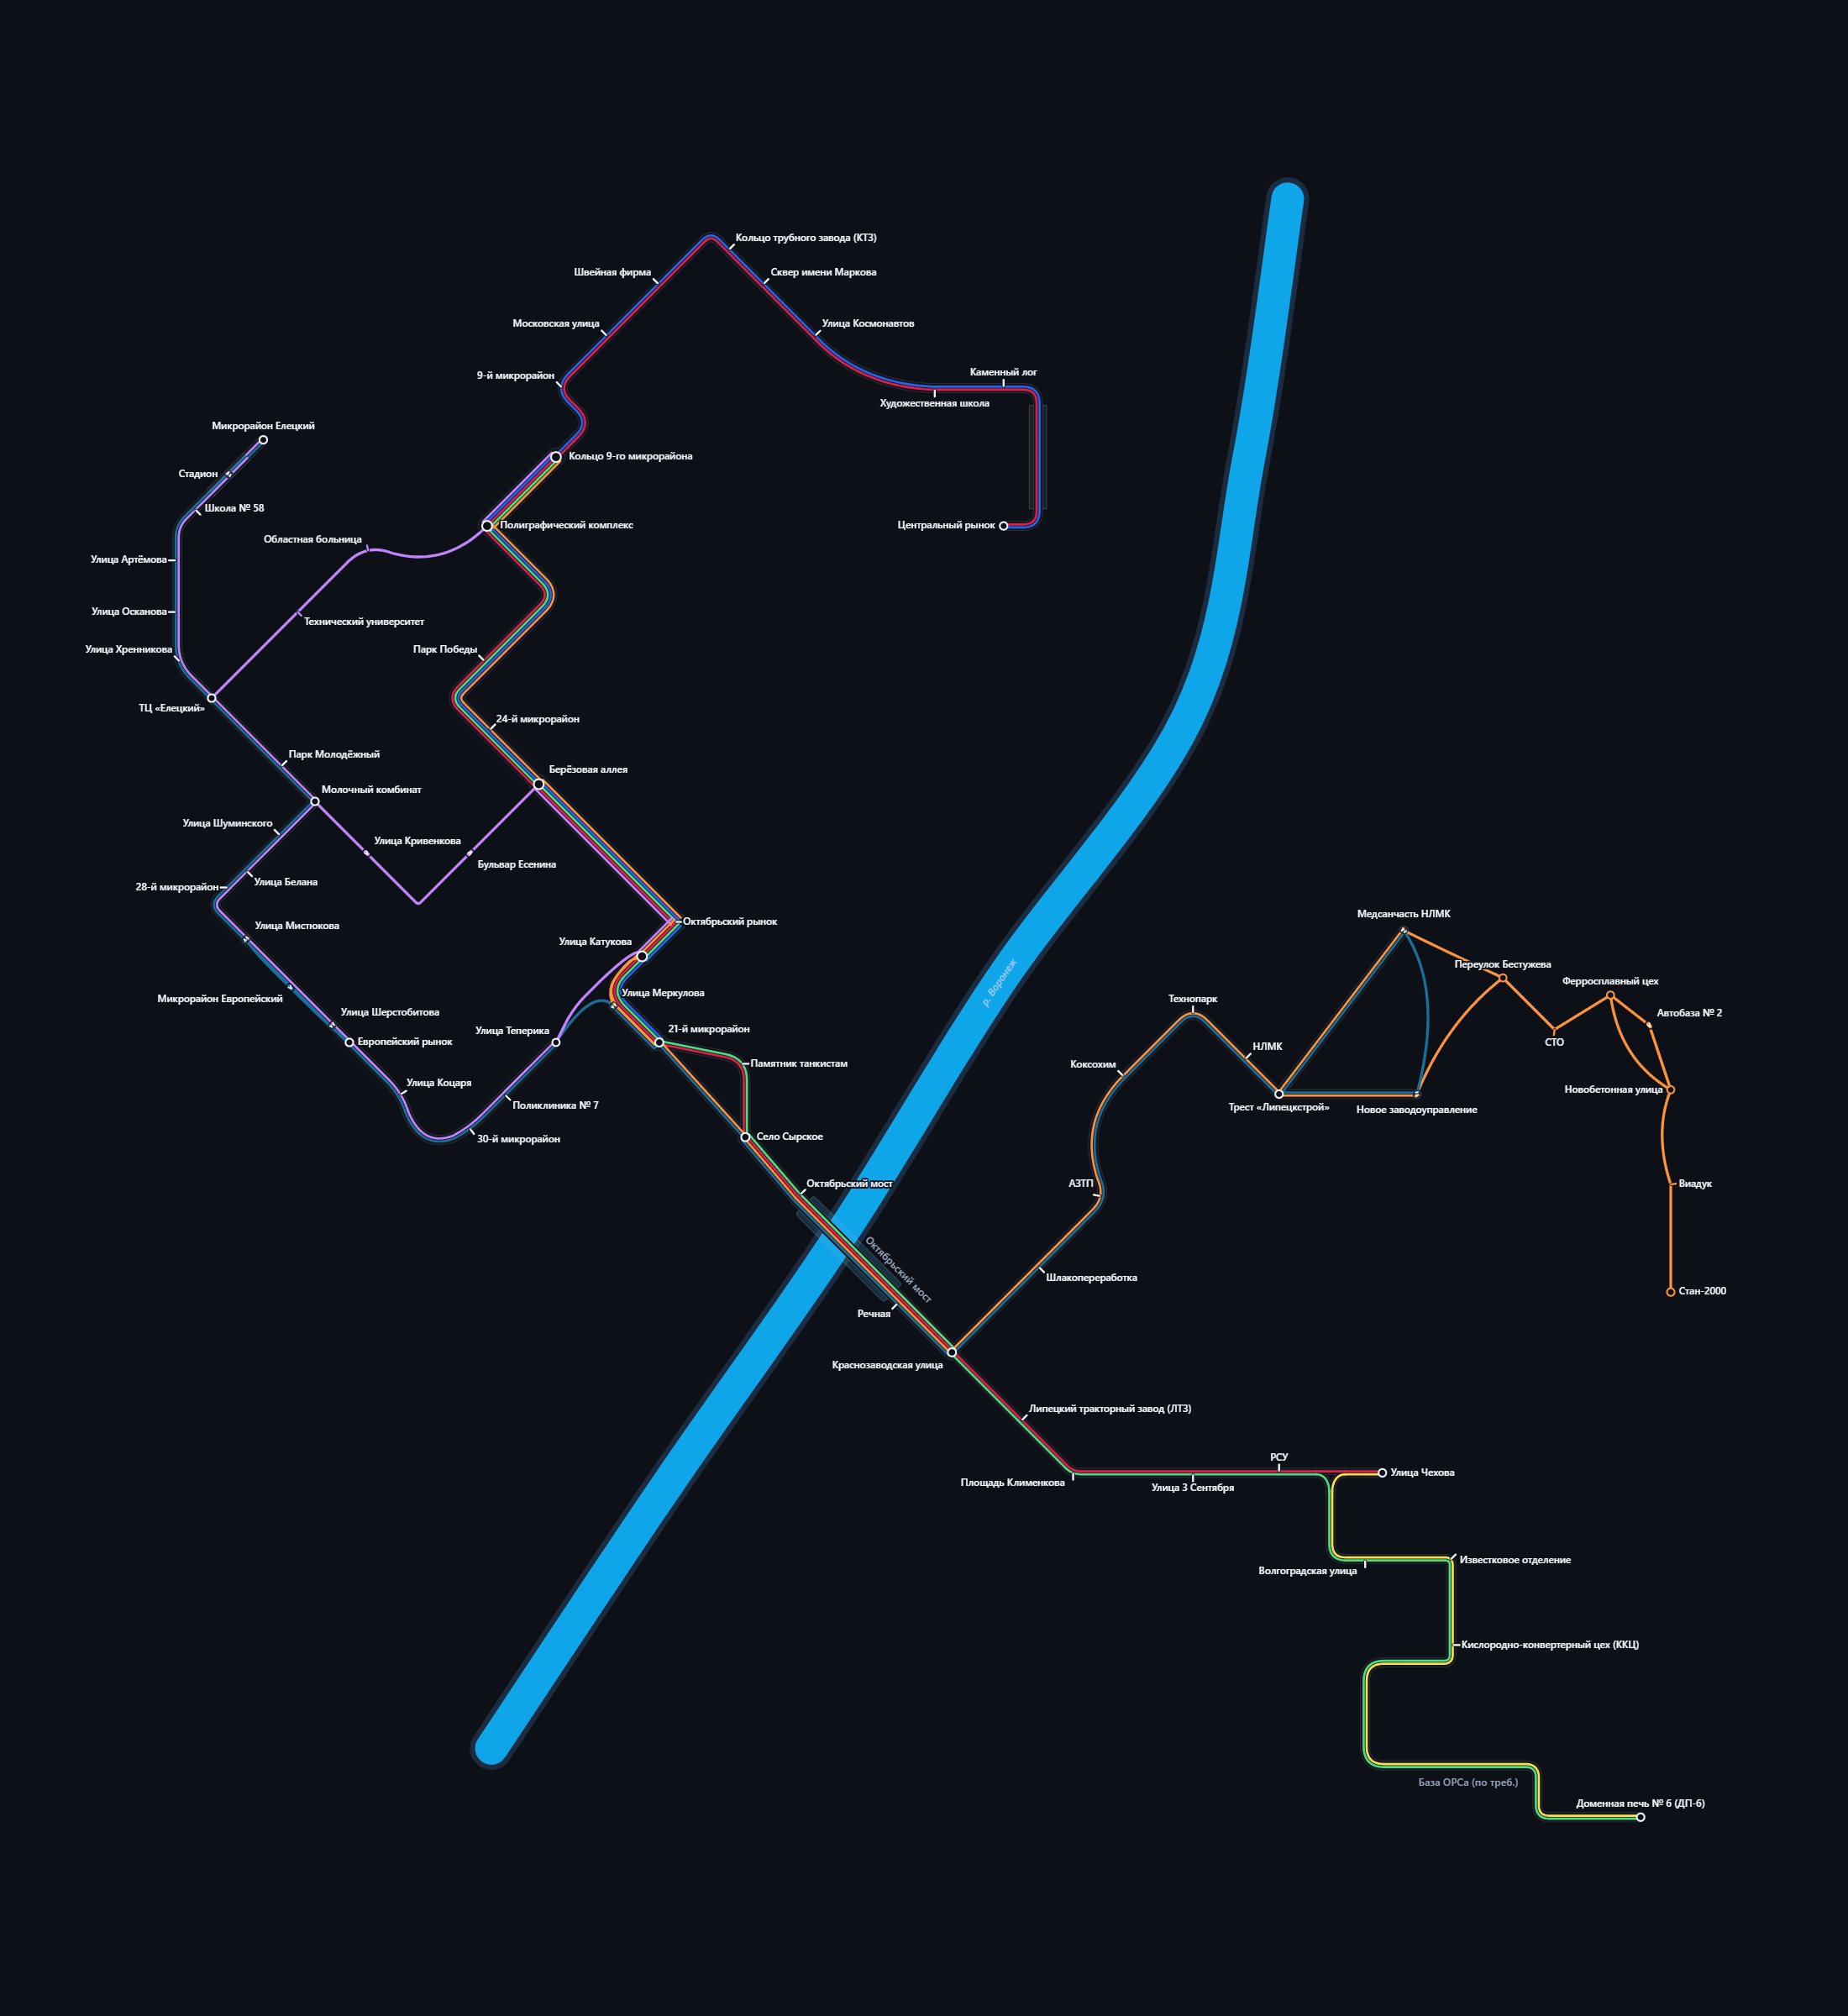 Кольцо трубного завода (КТЗ)
Швейная фирма
Сквер имени Маркова
Московская улица
Улица Космонавтов
9-й микрорайон
Каменный лог
Художественная школа
Микрорайон Елецкий
Кольцо 9-го микрорайона
Стадион
Школа № 58
Полиграфический комплекс
Центральный рынок
Областная больница
Улица Артёмова
Улица Осканова
Технический университет
Улица Хренникова
Парк Победы
ТЦ «Елецкий»
24-й микрорайон
Парк Молодёжный
Берёзовая аллея
Молочный комбинат
Улица Шуминского
Улица Кривенкова
Бульвар Есенина
Улица Белана
28-й микрорайон
Медсанчасть НЛМК
Октябрьский рынок
Улица Мистюкова
Улица Катукова
Переулок Бестужева
Ферросплавный цех
р. Воронеж
Улица Меркулова
Микрорайон Европейский
Технопарк
Улица Шерстобитова
Автобаза № 2
Улица Теперика
21-й микрорайон
Европейский рынок
СТО
НЛМК
Памятник танкистам
Коксохим
Улица Коцаря
Новобетонная улица
Поликлиника № 7
Трест «Липецкстрой»
Новое заводоуправление
30-й микрорайон
Село Сырское
Октябрьский мост
АЗТП
Виадук
Октябрьский мост
Шлакопереработка
Стан-2000
Речная
Краснозаводская улица
Липецкий тракторный завод (ЛТЗ)
РСУ
Улица Чехова
Площадь Клименкова
Улица 3 Сентября
Известковое отделение
Волгоградская улица
Кислородно-конвертерный цех (ККЦ)
База ОРСа (по треб.)
Доменная печь № 6 (ДП-6)